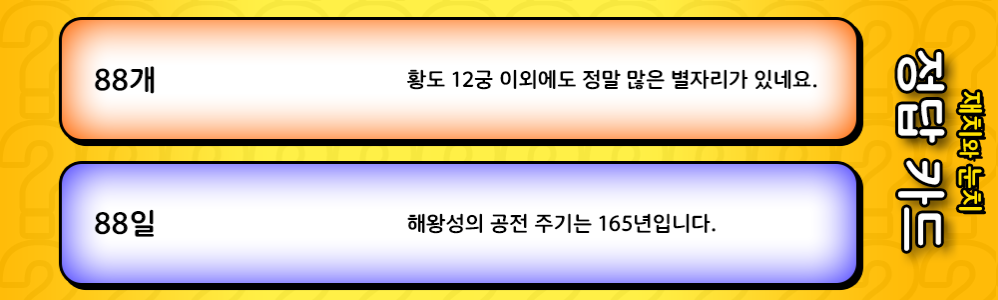 88개
황도 12궁 이외에도 정말 많은 별자리가 있네요.
88일
해왕성의 공전 주기는 165년입니다.
재치와 눈치
정답 카드